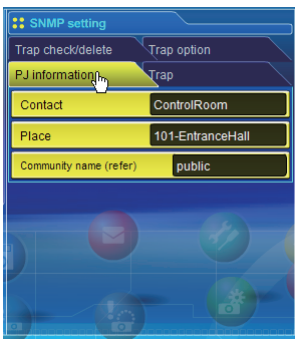 SNMP setting
Trap check/delete Trap option
PJ information Trap
Contact ControlRoom
Place 101-EntranceHall
Community name (refer) public